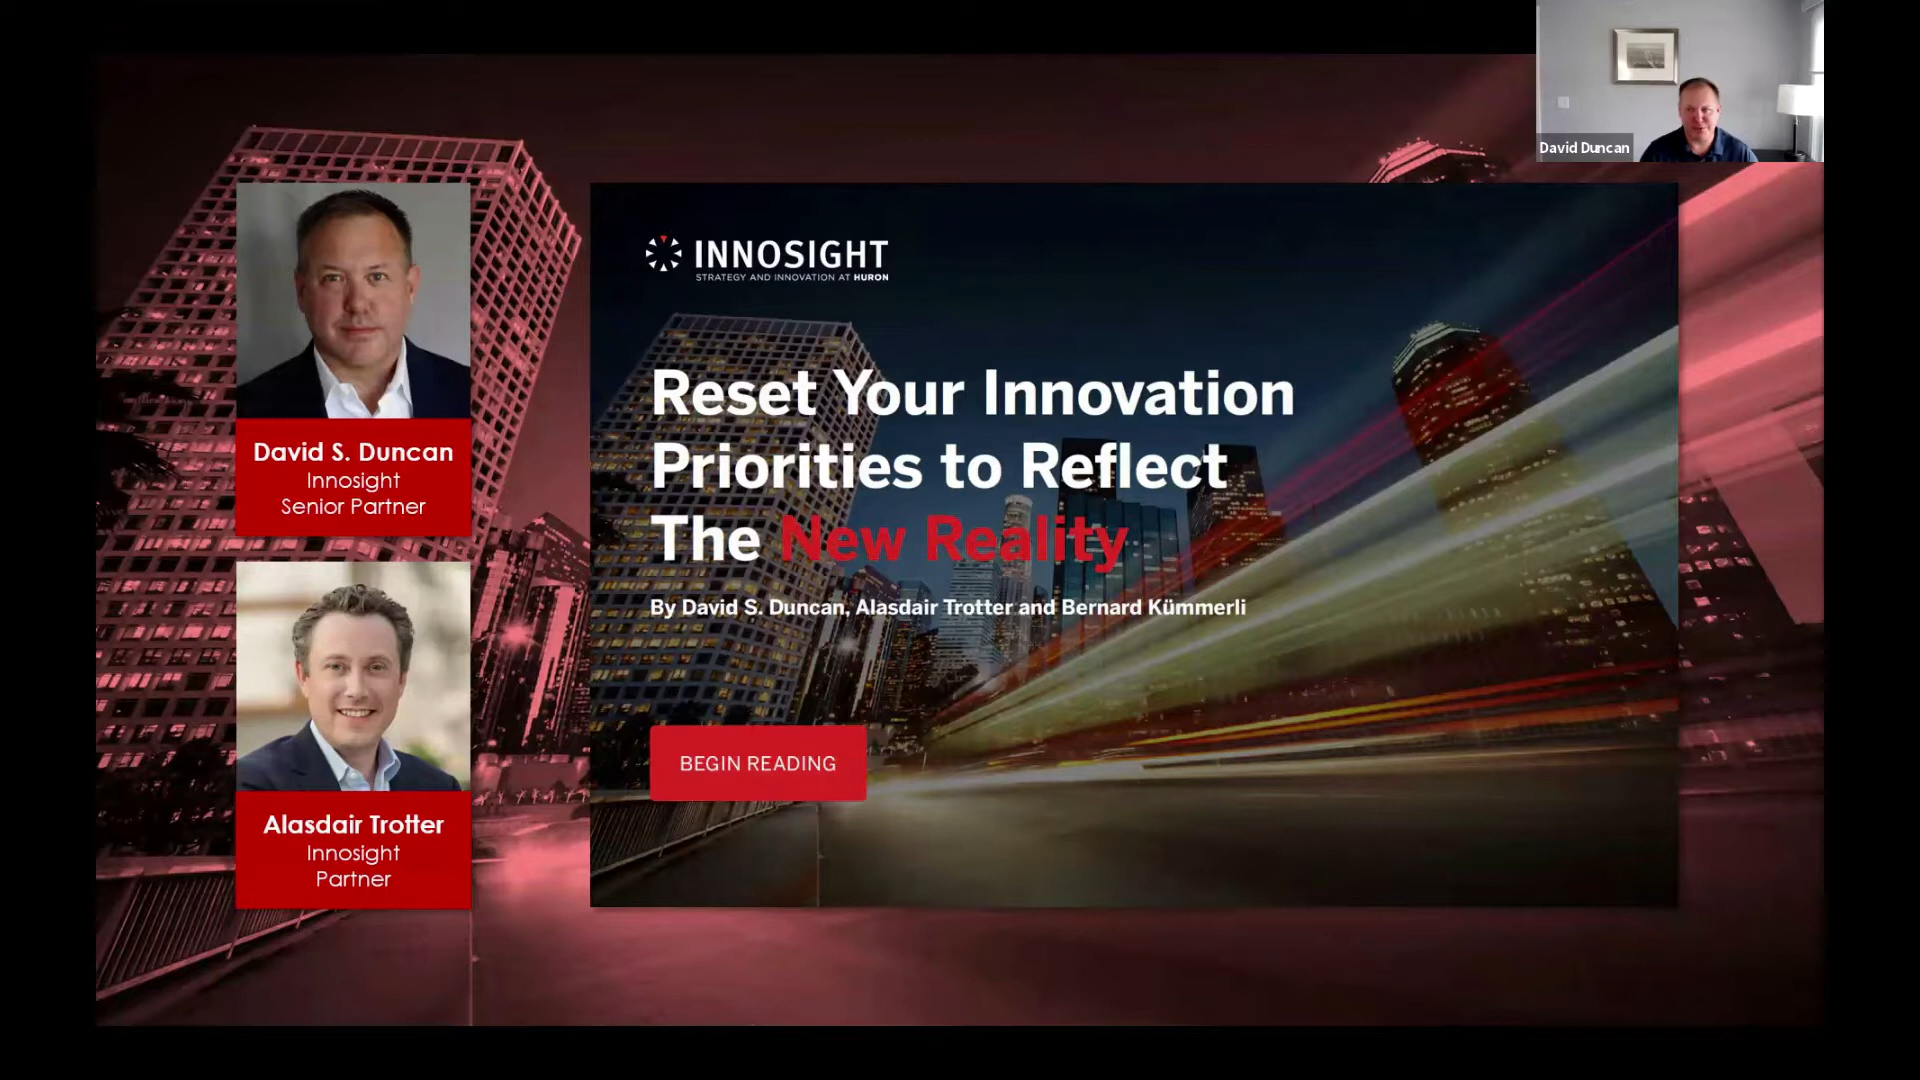 David Duncan
David S. Duncan
Innosight
Senior Partner
Alasdair Trotter
Innosight
Partner
INNOSIGHT
STRATEGY AND INNOVATION AT HURON
Reset Your Innovation
Priorities to Reflect
The New Reality
By David S. Duncan, Alasdair Trotter and Bernard Kümmerli
BEGIN READING